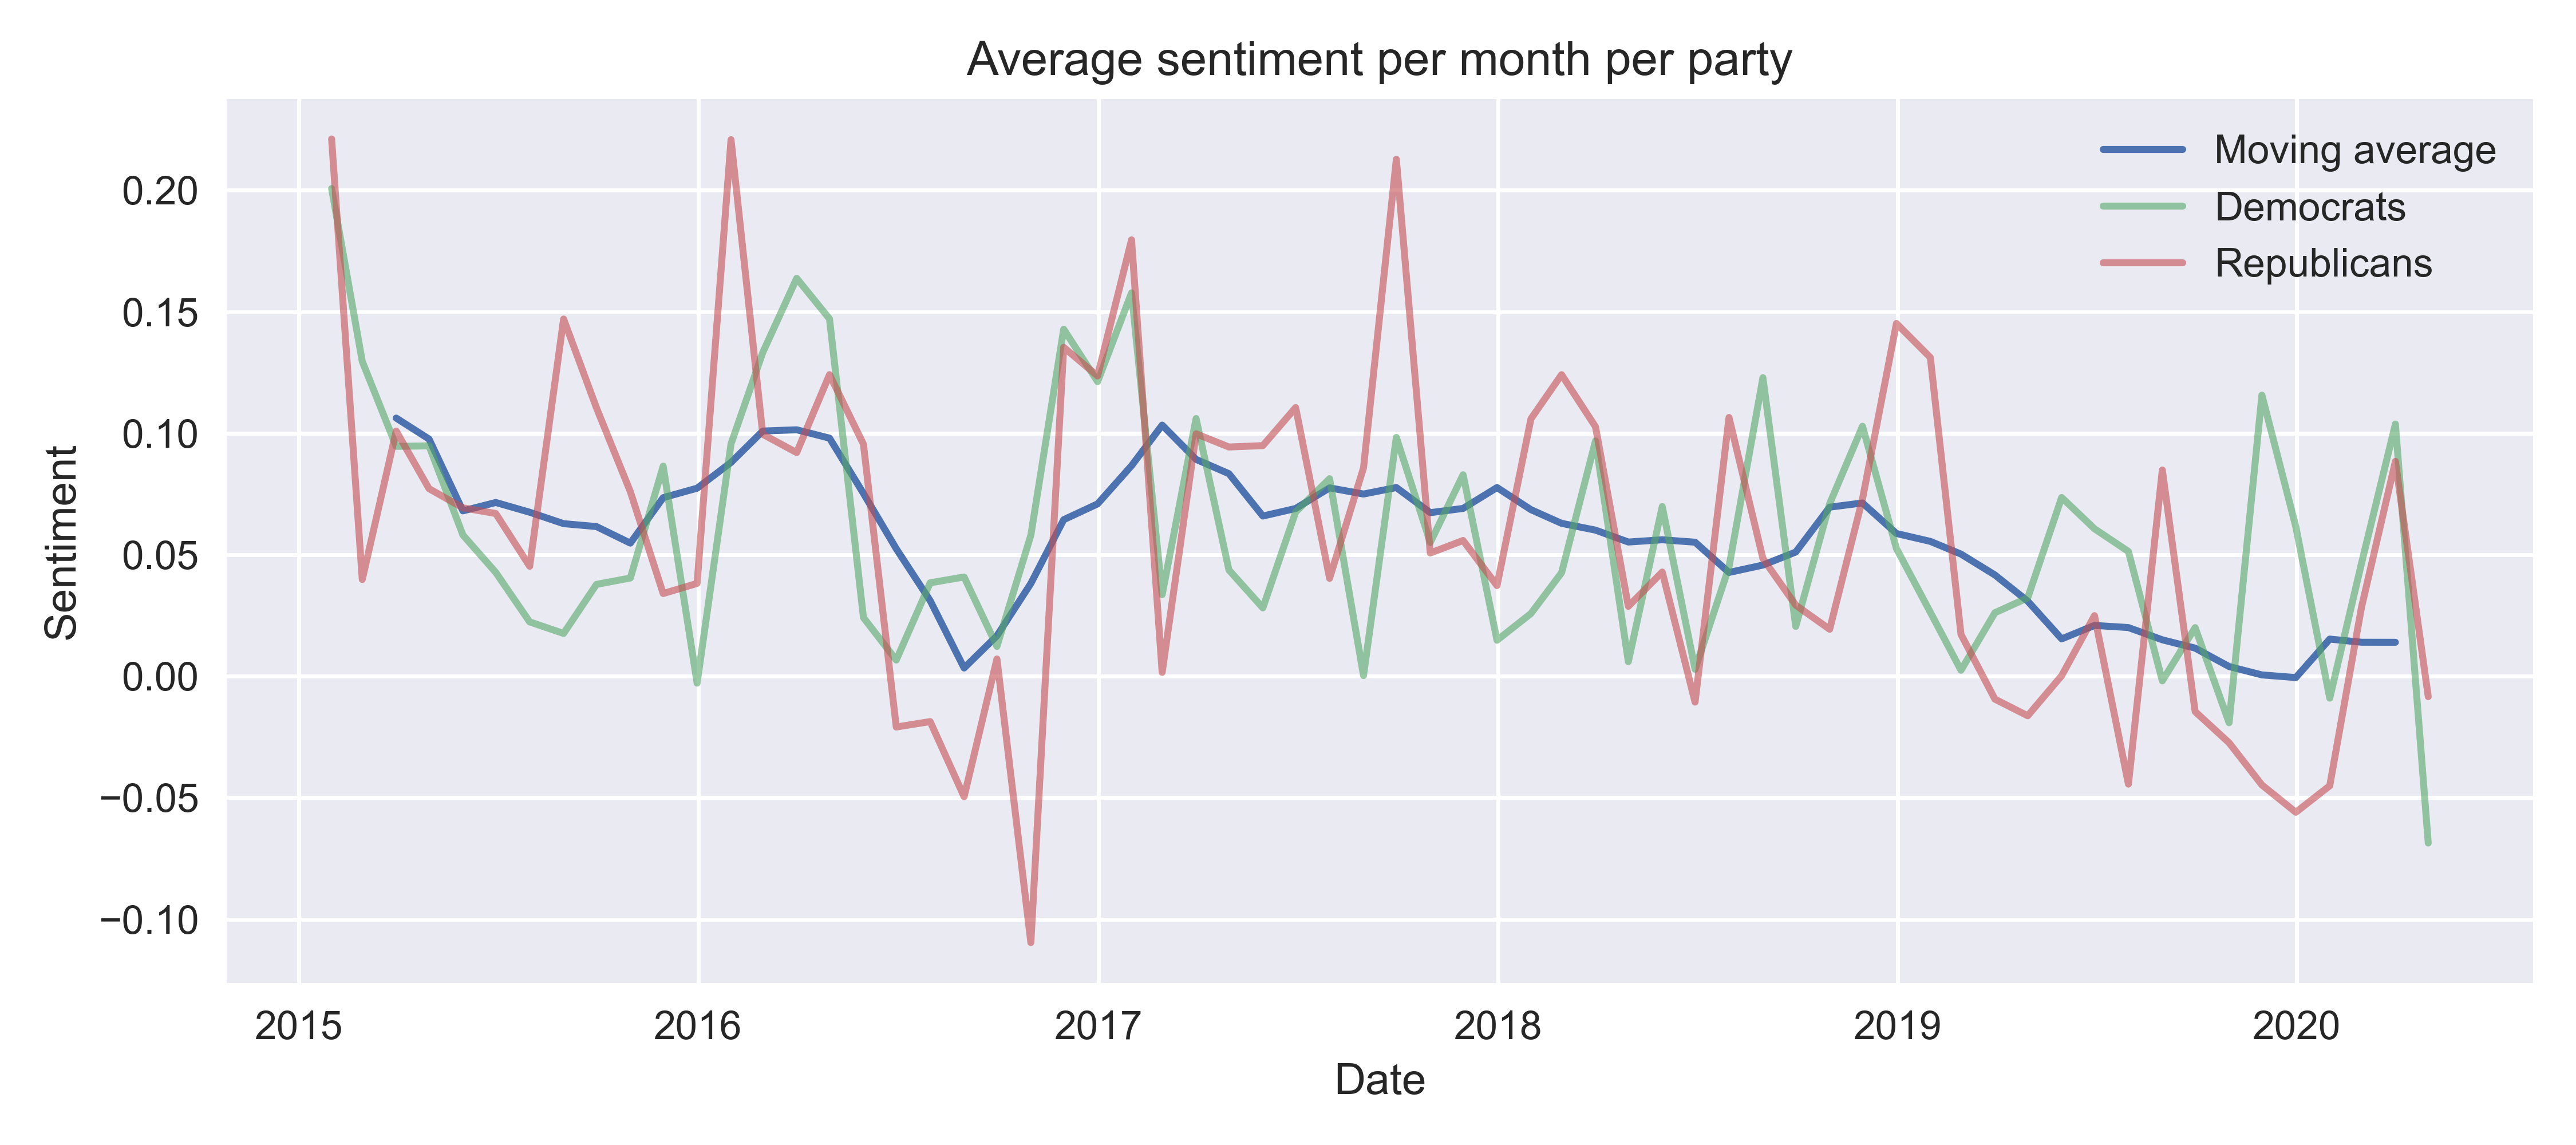 Average sentiment per month per party
Moving average
Democrats
Republicans
Sentiment
0.20
0.15
0.10
0.05
0.00
−0.05
−0.10
2015 2016 2017 2018 2019 2020
Date